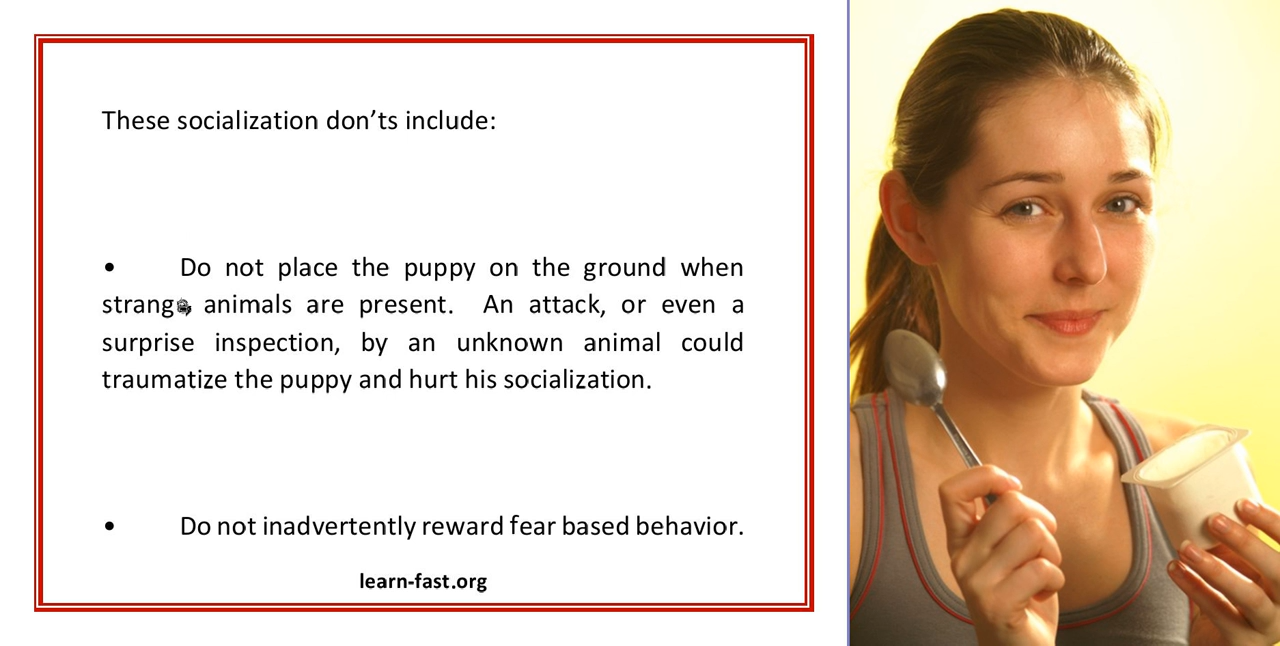 These socialization don’ts include:
• Do not place the puppy on the ground when
strang animals are present. An attack, or even a
surprise inspection, by an unknown animal could
traumatize the puppy and hurt his socialization.
• Do not inadvertently reward fear based behavior.
learn-fast.org